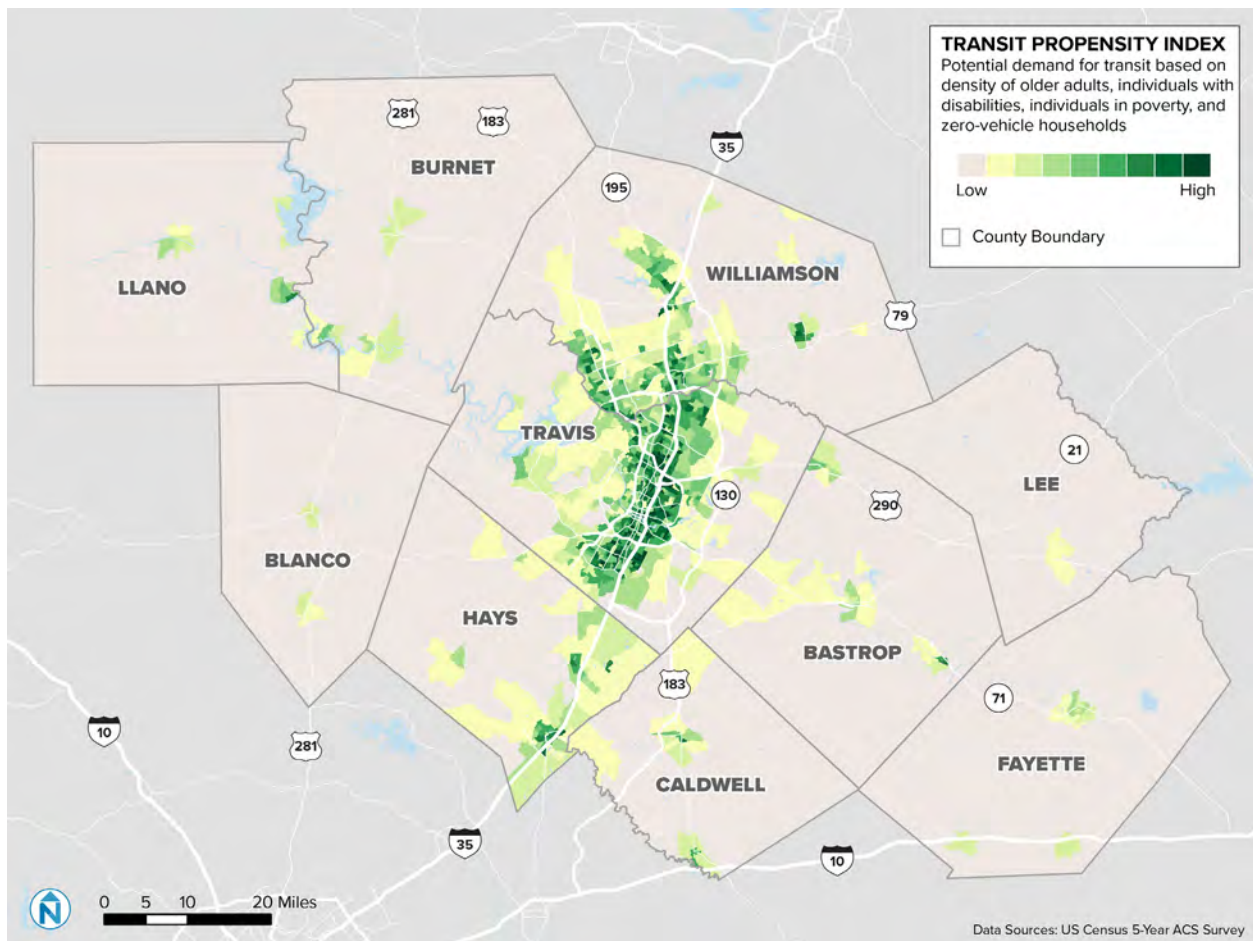 TRANSIT PROPENSITY INDEX
Potential demand for transit based on
density of older adults, individuals with
disabilities, individuals in poverty, and
zero-vehicle households
Low High
County Boundary
281
183
BURNET
35
195
LLANO
WILLIAMSON
79
TRAVIS
21
LEE
130
290
BLANCO
HAYS
BASTROP
183
71
10
281
FAYETTE
CALDWELL
35
10
N
0 5 10 20 Miles
Data Sources: US Census 5-Year ACS Survey